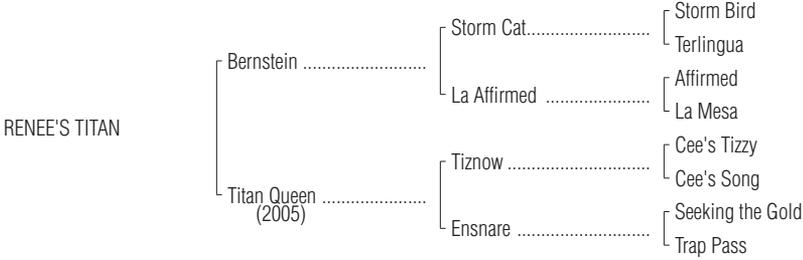 Storm Bird
Storm Cat..........................
Terlingua
Bernstein ..........................
Affirmed
La Affirmed ......................
La Mesa
RENEE'S TITAN
Cee's Tizzy
Tiznow ..............................
Cee's Song
Titan Queen ......................
(2005)
Seeking the Gold
Ensnare ............................
Trap Pass